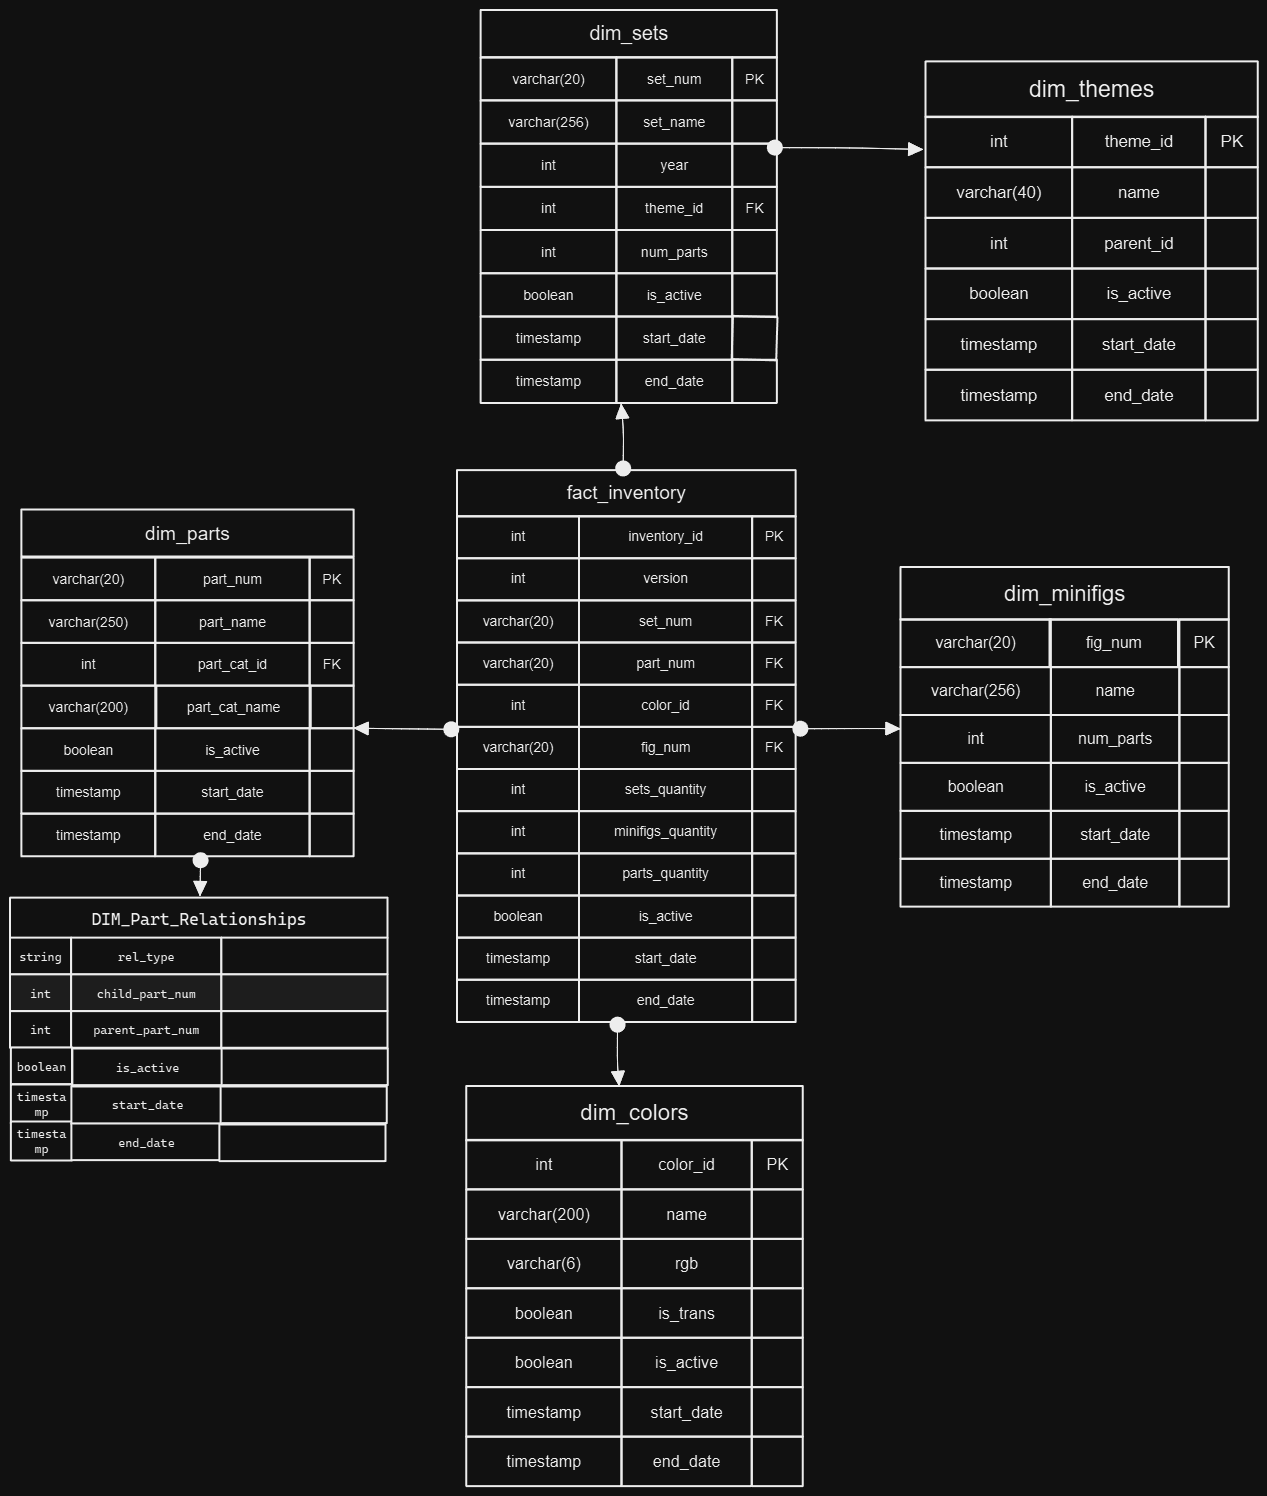 dim_sets
varchar(20) set_num PK
varchar(256) set_name
int year
int theme_id FK
int num_parts
boolean is_active
timestamp start_date
timestamp end_date
dim_themes
int theme_id PK
varchar(40) name
int parent_id
boolean is_active
timestamp start_date
timestamp end_date
fact_inventory
int inventory_id PK
int version
varchar(20) set_num FK
varchar(20) part_num FK
int color_id FK
varchar(20) fig_num FK
int sets_quantity
int minifigs_quantity
int parts_quantity
boolean is_active
timestamp start_date
timestamp end_date
dim_parts
varchar(20) part_num PK
varchar(250) part_name
int part_cat_id FK
varchar(200) part_cat_name
boolean is_active
timestamp start_date
timestamp end_date
dim_minifigs
varchar(20) fig_num PK
varchar(256) name
int num_parts
boolean is_active
timestamp start_date
timestamp end_date
DIM_Part_Relationships
string rel_type
int child_part_num
int parent_part_num
boolean is_active
timesta
mp
start_date
timesta
mp
end_date
dim_colors
int color_id PK
varchar(200) name
varchar(6) rgb
boolean is_trans
boolean is_active
timestamp start_date
timestamp end_date